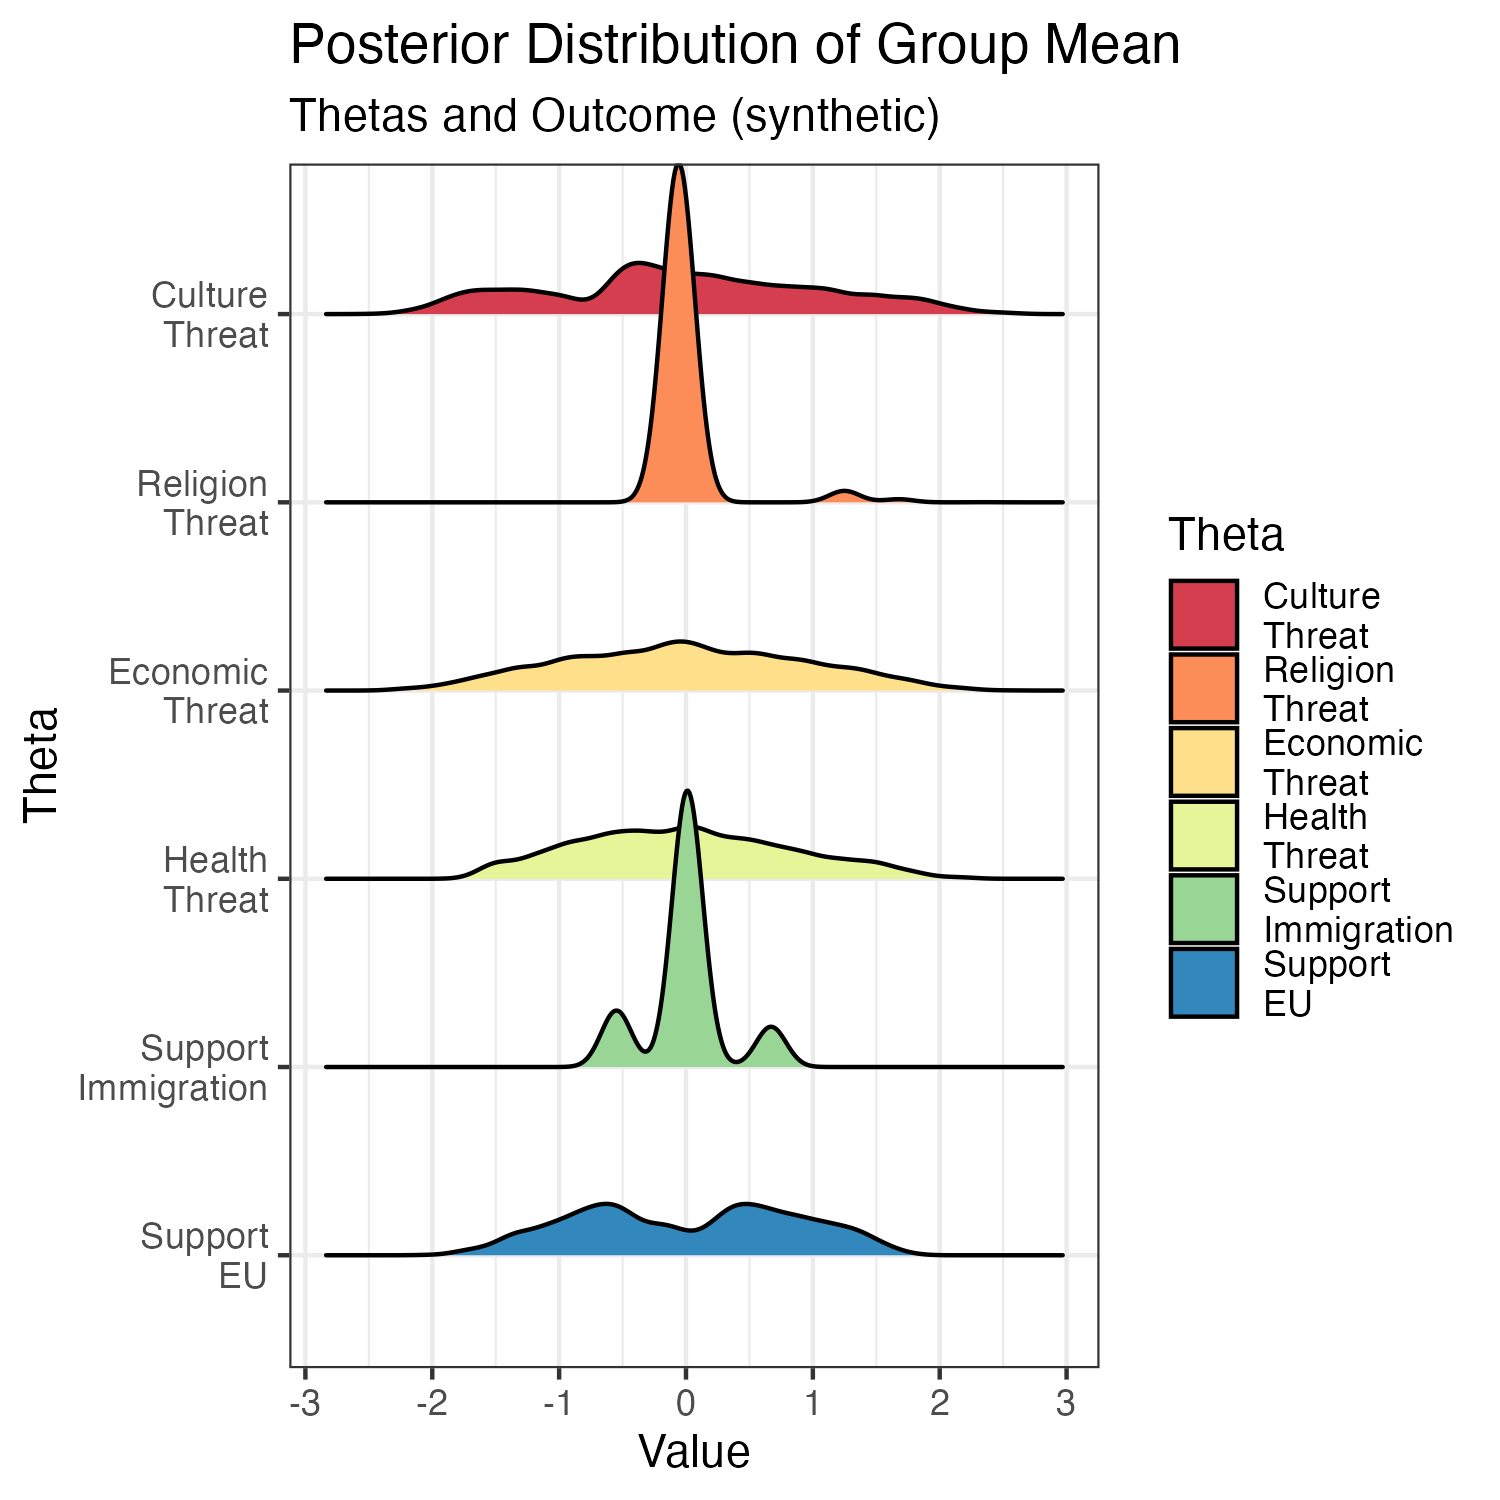 Posterior Distribution of Group Mean
Thetas and Outcome (synthetic)
Theta
Culture
Threat
Religion
Threat
Economic
Threat
Health
Threat
Support
Immigration
Support
EU
-3 -2 -1 0 1 2 3
Value
Theta
Culture
Threat
Religion
Threat
Economic
Threat
Health
Threat
Support
Immigration
Support
EU